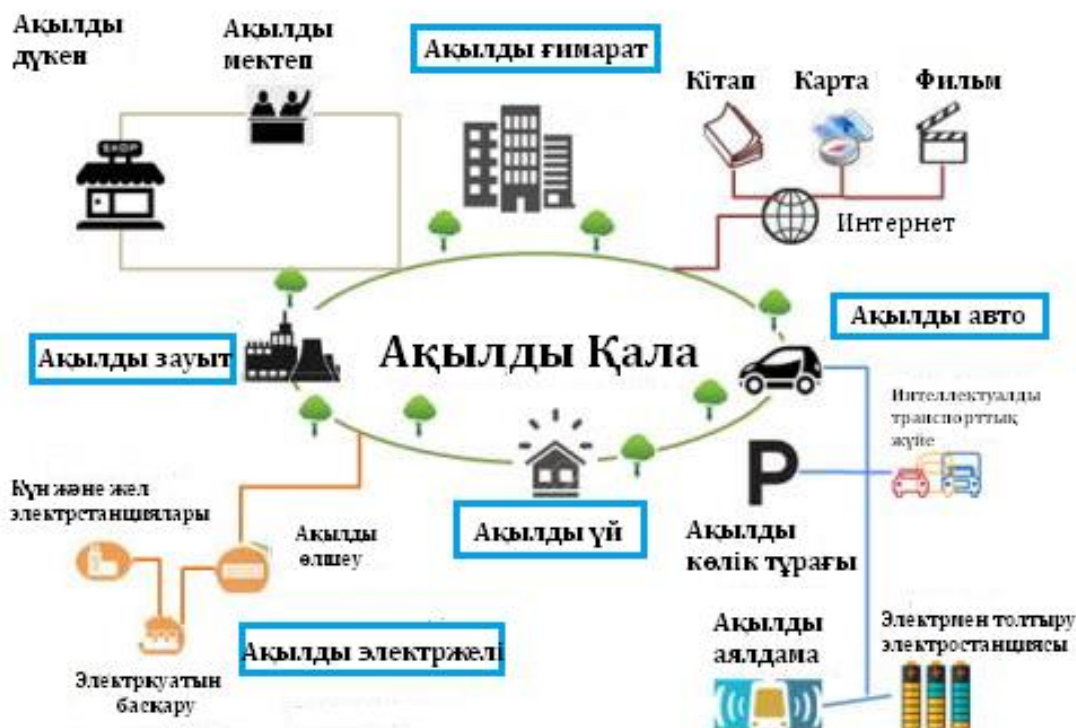 Ақылды
дүкен
Ақылды
мектеп
Ақылды ғимарат
Кітап
Карта
Фильм
SHOP
Интернет
Ақылды зауыт
Ақылды Қала
Ақылды авто
Интеллектуалды
транспорттық
жүйе
P
Күн және жел
электрстанциялары
Ақылды
өлшеу
Ақылды үй
Ақылды
көлік тұрағы
Ақылды электржелі
Ақылды
аялдама
Электрмен толтыру
электростанциясы
Электрқуатын
басқару